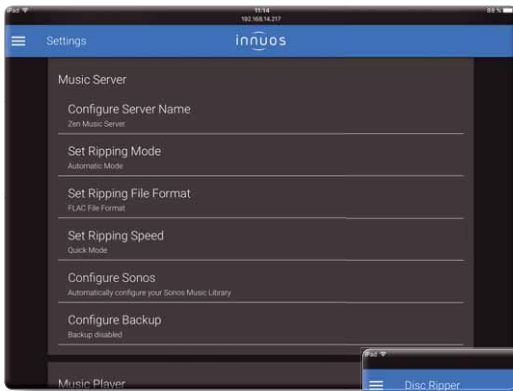 iPad 11:14 88 %
192.168.14.217
Settings innuos
Music Server
Configure Server Name
Zen Music Server
Set Ripping Mode
Automatic Mode
Set Ripping File Format
FLAC File Format
Set Ripping Speed
Quick Mode
Configure Sonos
Automatically configure your Sonos Music Library
Configure Backup
Backup disabled
Music Player
iPad
Disc Ripper